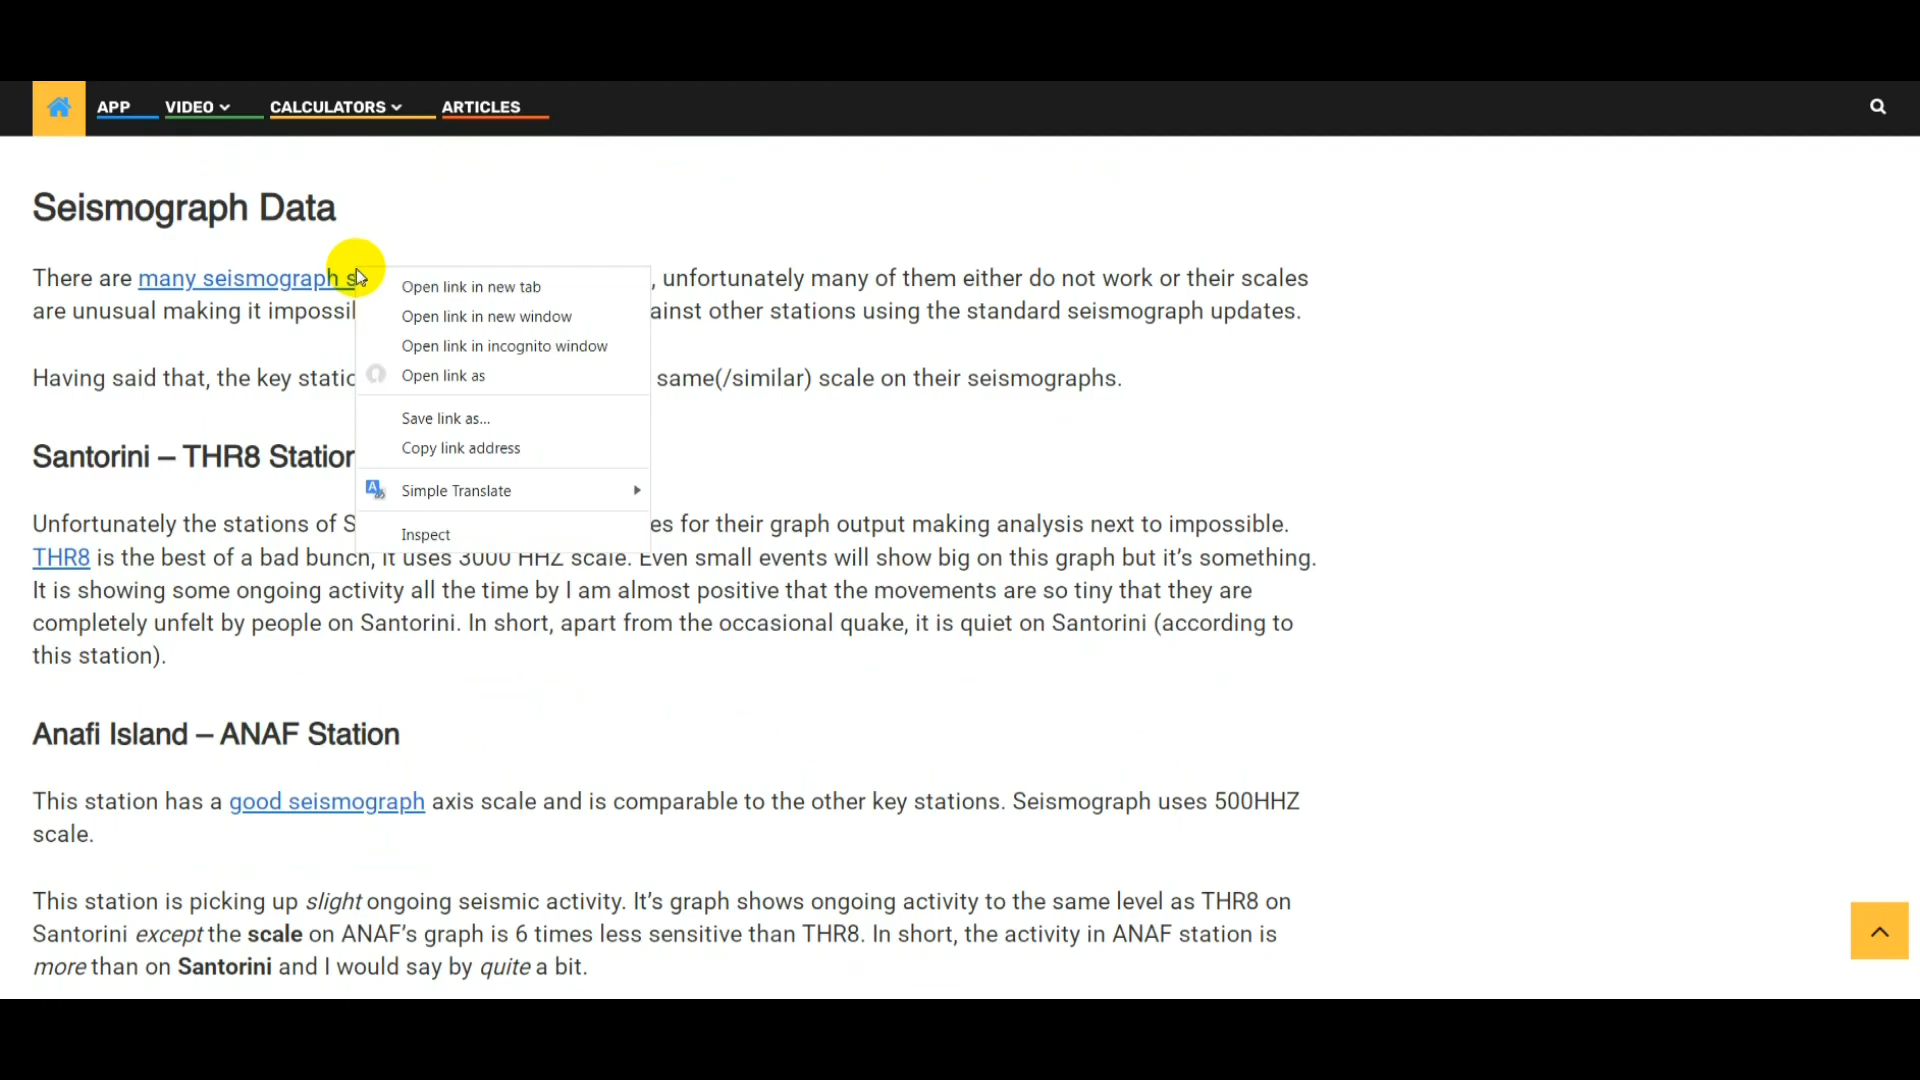 APP VIDEO CALCULATORS ARTICLES
Seismograph Data
There are many seismograph s , unfortunately many of them either do not work or their scales
are unusual making it impossil ainst other stations using the standard seismograph updates.
Having said that, the key static same(/similar) scale on their seismographs.
Open link in new tab
Open link in new window
Open link in incognito window
Open link as
Save link as...
Copy link address
Simple Translate
Inspect
Santorini – THR8 Station
Unfortunately the stations of S es for their graph output making analysis next to impossible.
THR8 is the best of a bad bunch, it uses 3000 HHZ scale. Even small events will show big on this graph but it’s something.
It is showing some ongoing activity all the time by I am almost positive that the movements are so tiny that they are
completely unfelt by people on Santorini. In short, apart from the occasional quake, it is quiet on Santorini (according to
this station).
Anafi Island – ANAF Station
This station has a good seismograph axis scale and is comparable to the other key stations. Seismograph uses 500HHZ
scale.
This station is picking up slight ongoing seismic activity. It’s graph shows ongoing activity to the same level as THR8 on
Santorini except the scale on ANAF’s graph is 6 times less sensitive than THR8. In short, the activity in ANAF station is
more than on Santorini and I would say by quite a bit.